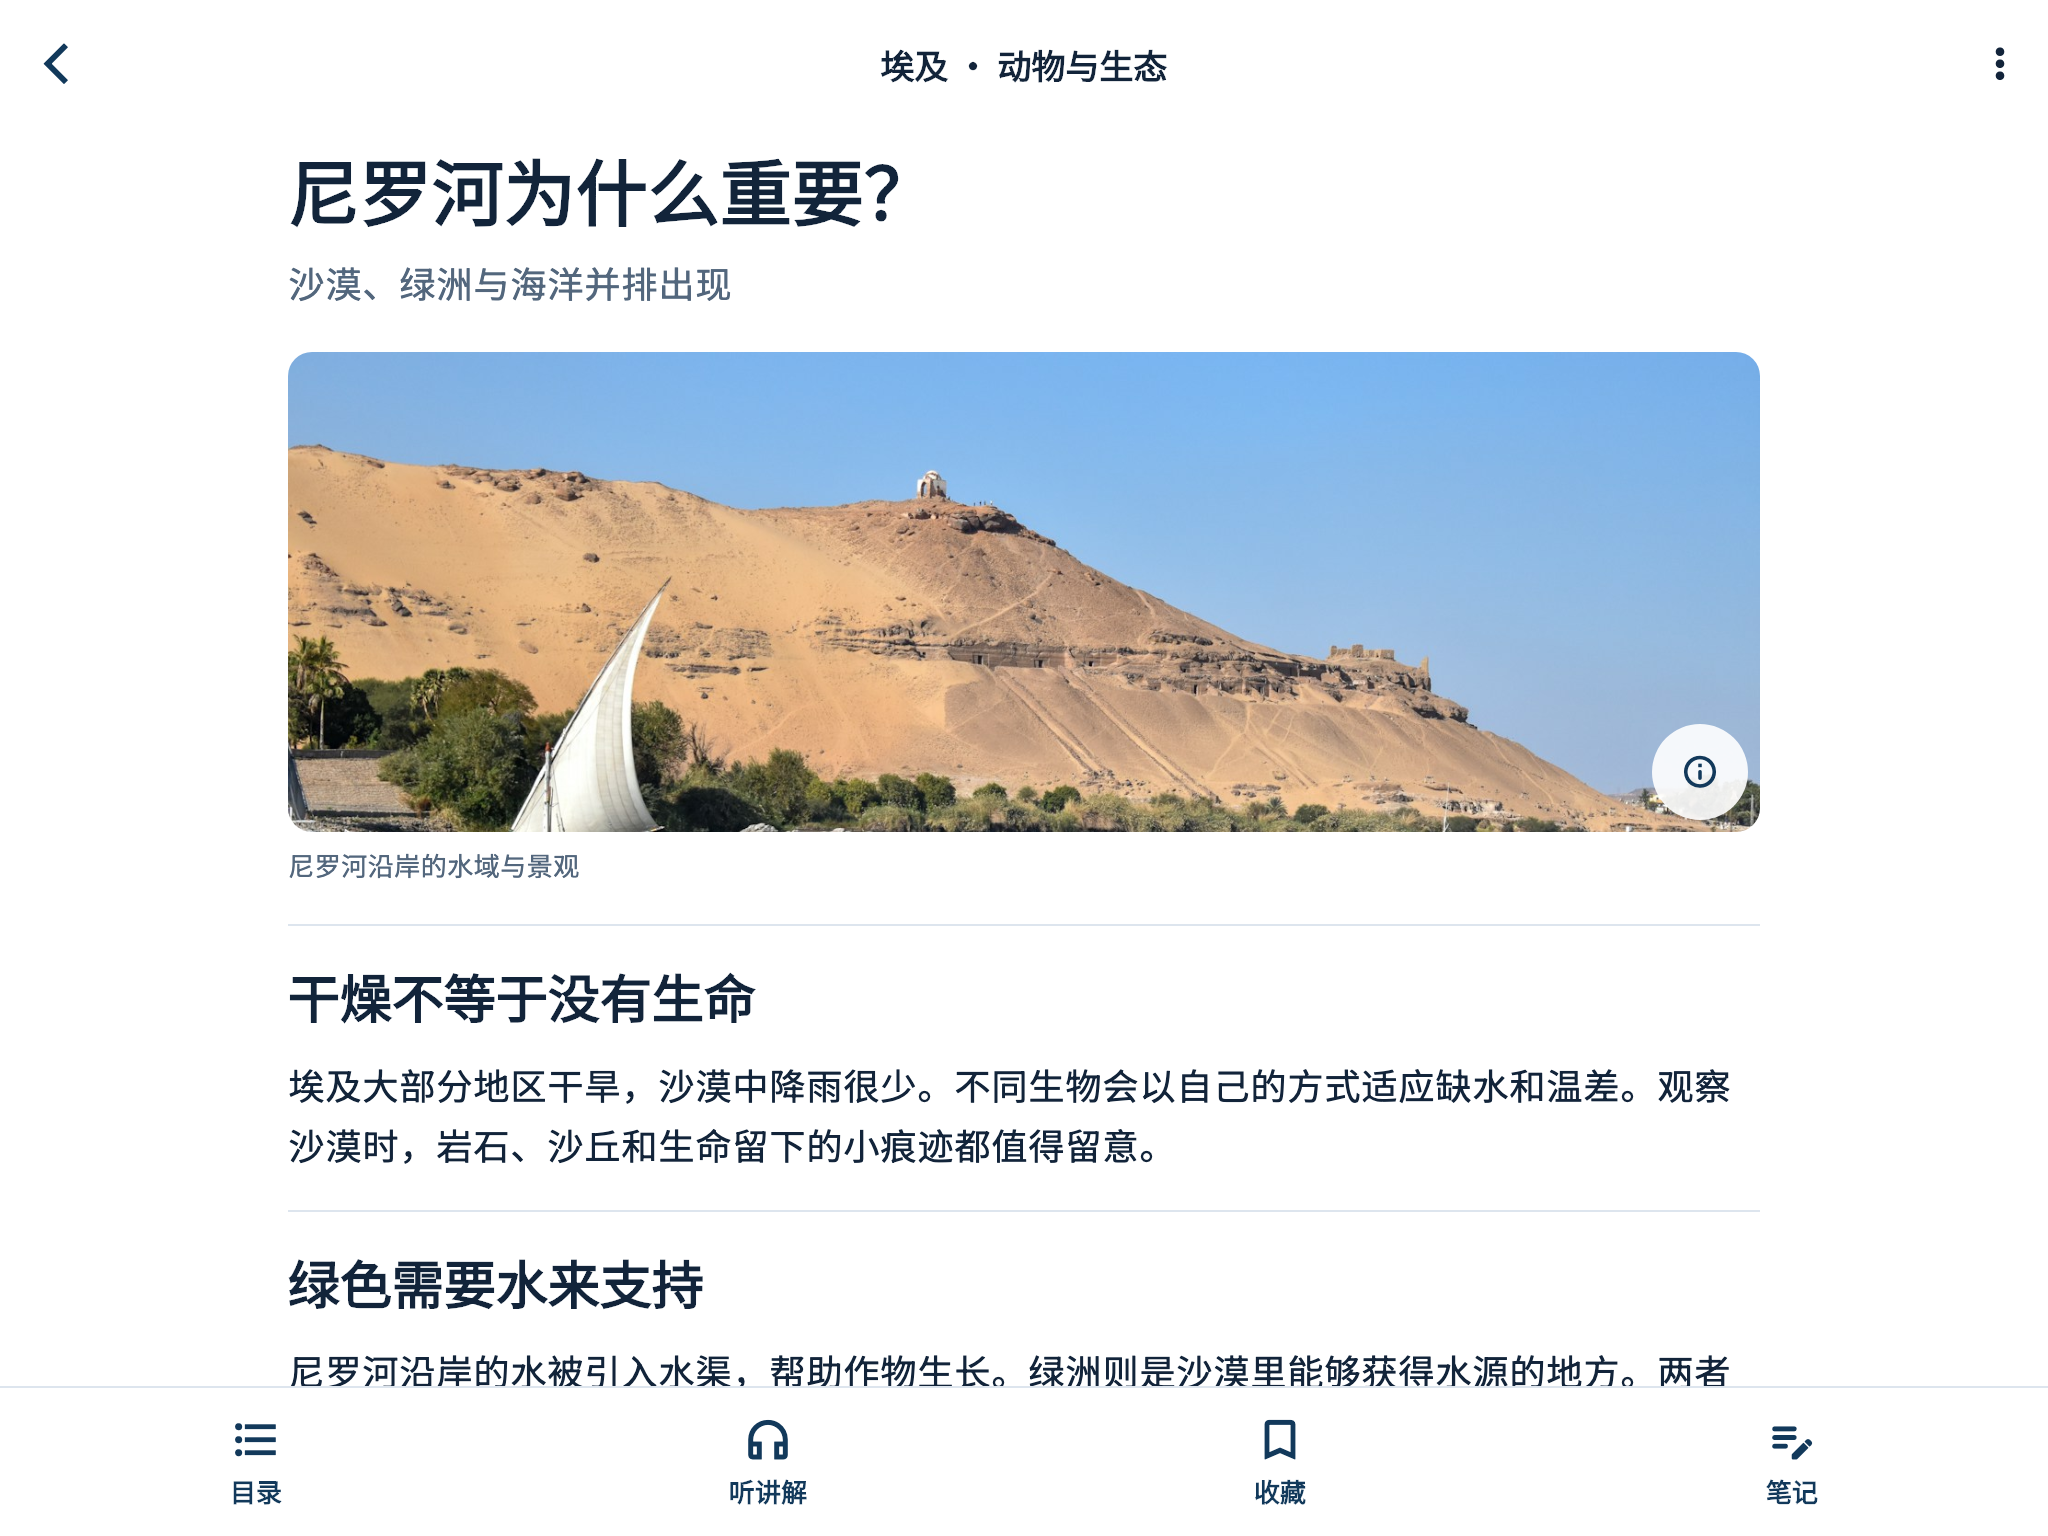 埃及 · 动物与生态
尼罗河为什么重要？
沙漠、绿洲与海洋并排出现
尼罗河沿岸的水域与景观
干燥不等于没有生命
埃及大部分地区干旱，沙漠中降雨很少。不同生物会以自己的方式适应缺水和温差。观察
沙漠时，岩石、沙丘和生命留下的小痕迹都值得留意。
绿色需要水来支持
尼罗河沿岸的水被引入水渠，帮助作物生长。绿洲则是沙漠里能够获得水源的地方。两者
目录
听讲解
收藏
笔记